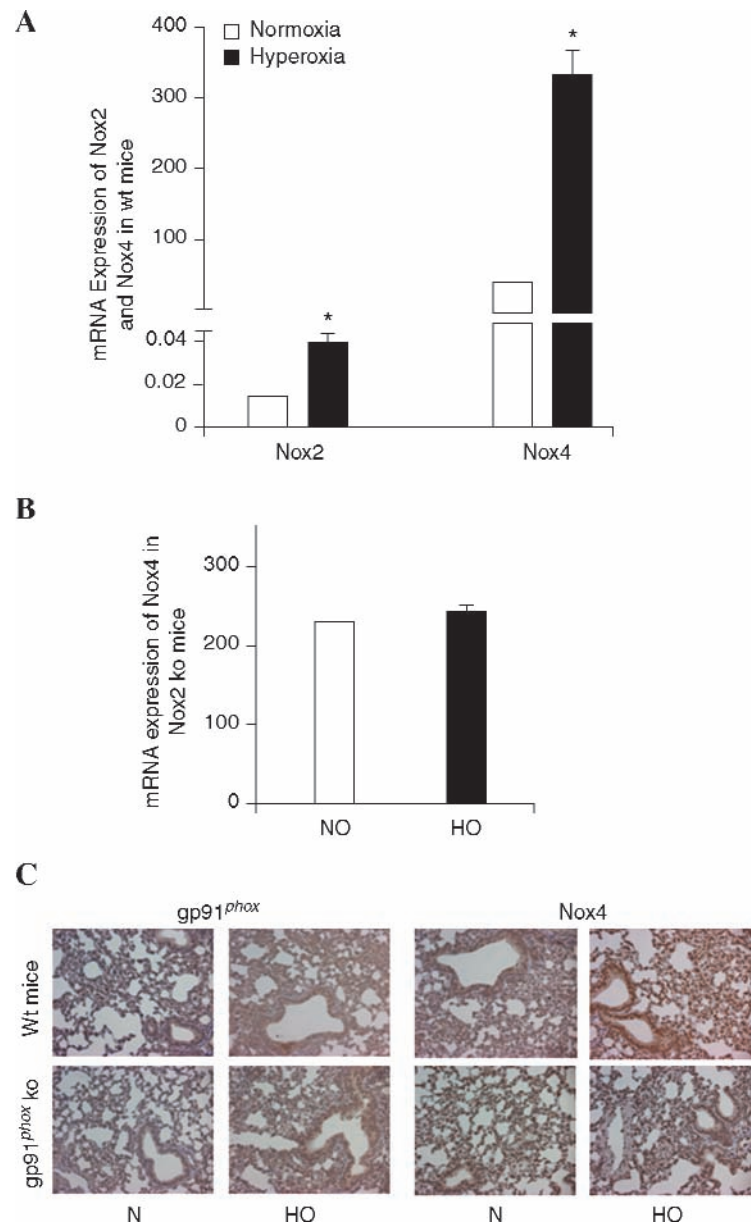 A
Normoxia
Hyperoxia
mRNA Expression of Nox2
and Nox4 in wt mice
400
300
200
100
0.04
0.02
0
*
*
Nox2
Nox4
B
mRNA expression of Nox4 in
Nox2 ko mice
300
200
100
0
NO
HO
C
gp91phox
Nox4
Wt mice
gp91phox ko
N
HO
N
HO